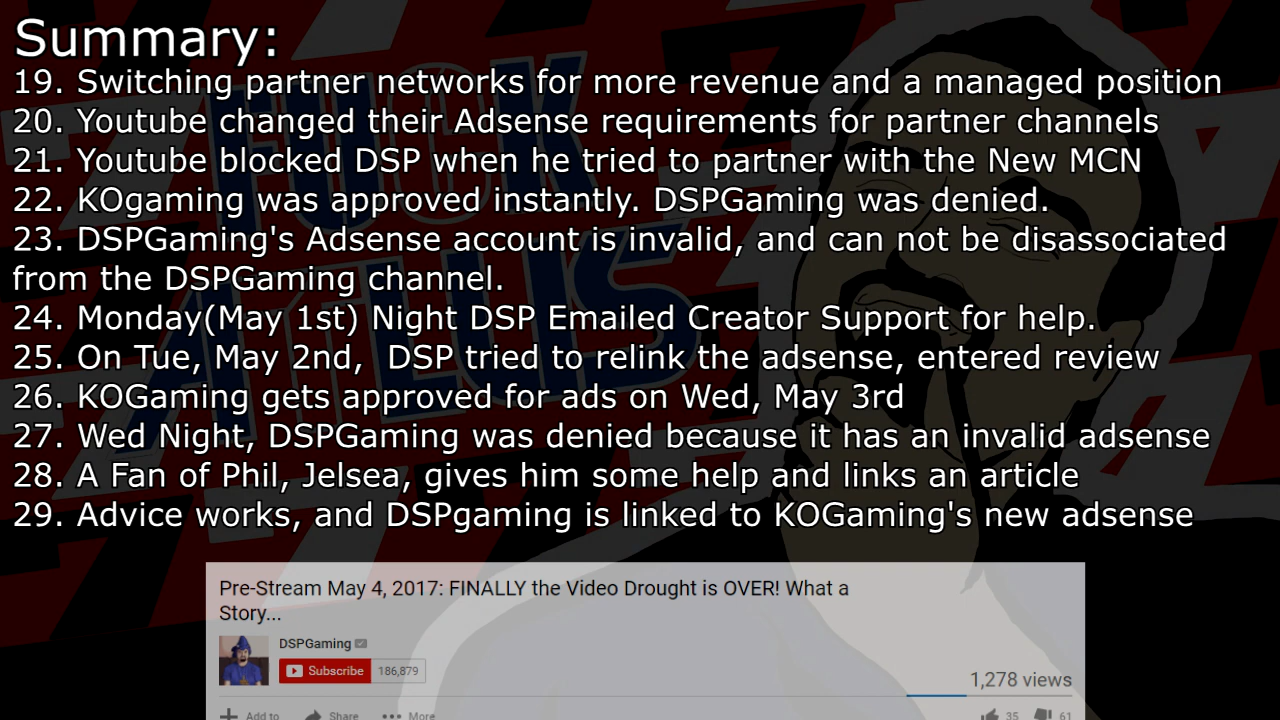 Summary:
19. Switching partner networks for more revenue and a managed position
20. Youtube changed their Adsense requirements for partner channels
21. Youtube blocked DSP when he tried to partner with the New MCN
22. KOgaming was approved instantly. DSPGaming was denied.
23. DSPGaming's Adsense account is invalid, and can not be disassociated
from the DSPGaming channel.
24. Monday(May 1st) Night DSP Emailed Creator Support for help.
25. On Tue, May 2nd,  DSP tried to relink the adsense, entered review
26. KOGaming gets approved for ads on Wed, May 3rd
27. Wed Night, DSPGaming was denied because it has an invalid adsense
28. A Fan of Phil, Jelsea, gives him some help and links an article
29. Advice works, and DSPgaming is linked to KOGaming's new adsense
Pre-Stream May 4, 2017: FINALLY the Video Drought is OVER! What a
Story...
DSPGaming
Subscribe 186,879
1,278 views
Add to Share More 35 61